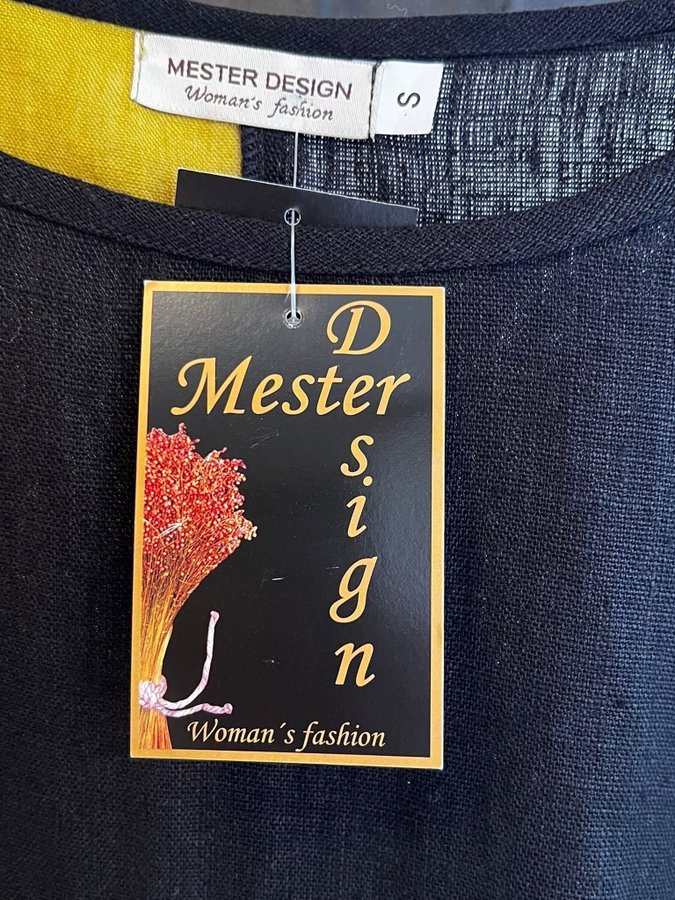 MESTER DESIGN
Woman's fashion
S
Mester
Design
Woman´s fashion